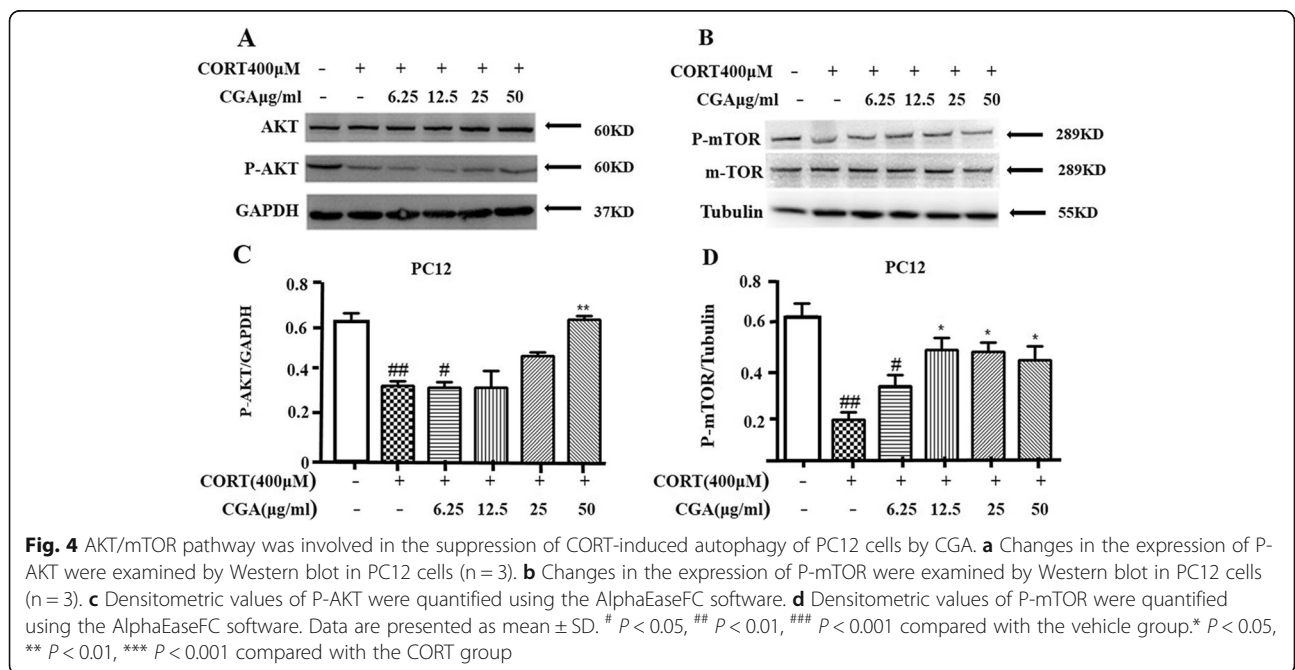 A
CORT400μM - + + + + +
CGAμg/ml - - 6.25 12.5 25 50
AKT 60KD
P-AKT 60KD
GAPDH 37KD
B
CORT400μM - + + + + +
CGAμg/ml - - 6.25 12.5 25 50
P-mTOR 289KD
m-TOR 289KD
Tubulin 55KD
C
PC12
P-AKT/GAPDH
0.8
0.6
0.4
0.2
0
## # **
CORT(400μM) - + + + + +
CGA(μg/ml) - - 6.25 12.5 25 50
D
PC12
P-mTOR/Tubulin
0.8
0.6
0.4
0.2
## # * * *
CORT(400μM) - + + + + +
CGA(μg/ml) - - 6.25 12.5 25 50
Fig. 4 AKT/mTOR pathway was involved in the suppression of CORT-induced autophagy of PC12 cells by CGA. a Changes in the expression of P-
AKT were examined by Western blot in PC12 cells (n = 3). b Changes in the expression of P-mTOR were examined by Western blot in PC12 cells
(n = 3). c Densitometric values of P-AKT were quantified using the AlphaEaseFC software. d Densitometric values of P-mTOR were quantified
using the AlphaEaseFC software. Data are presented as mean ± SD. # P < 0.05, ## P < 0.01, ### P < 0.001 compared with the vehicle group.* P < 0.05,
** P < 0.01, *** P < 0.001 compared with the CORT group